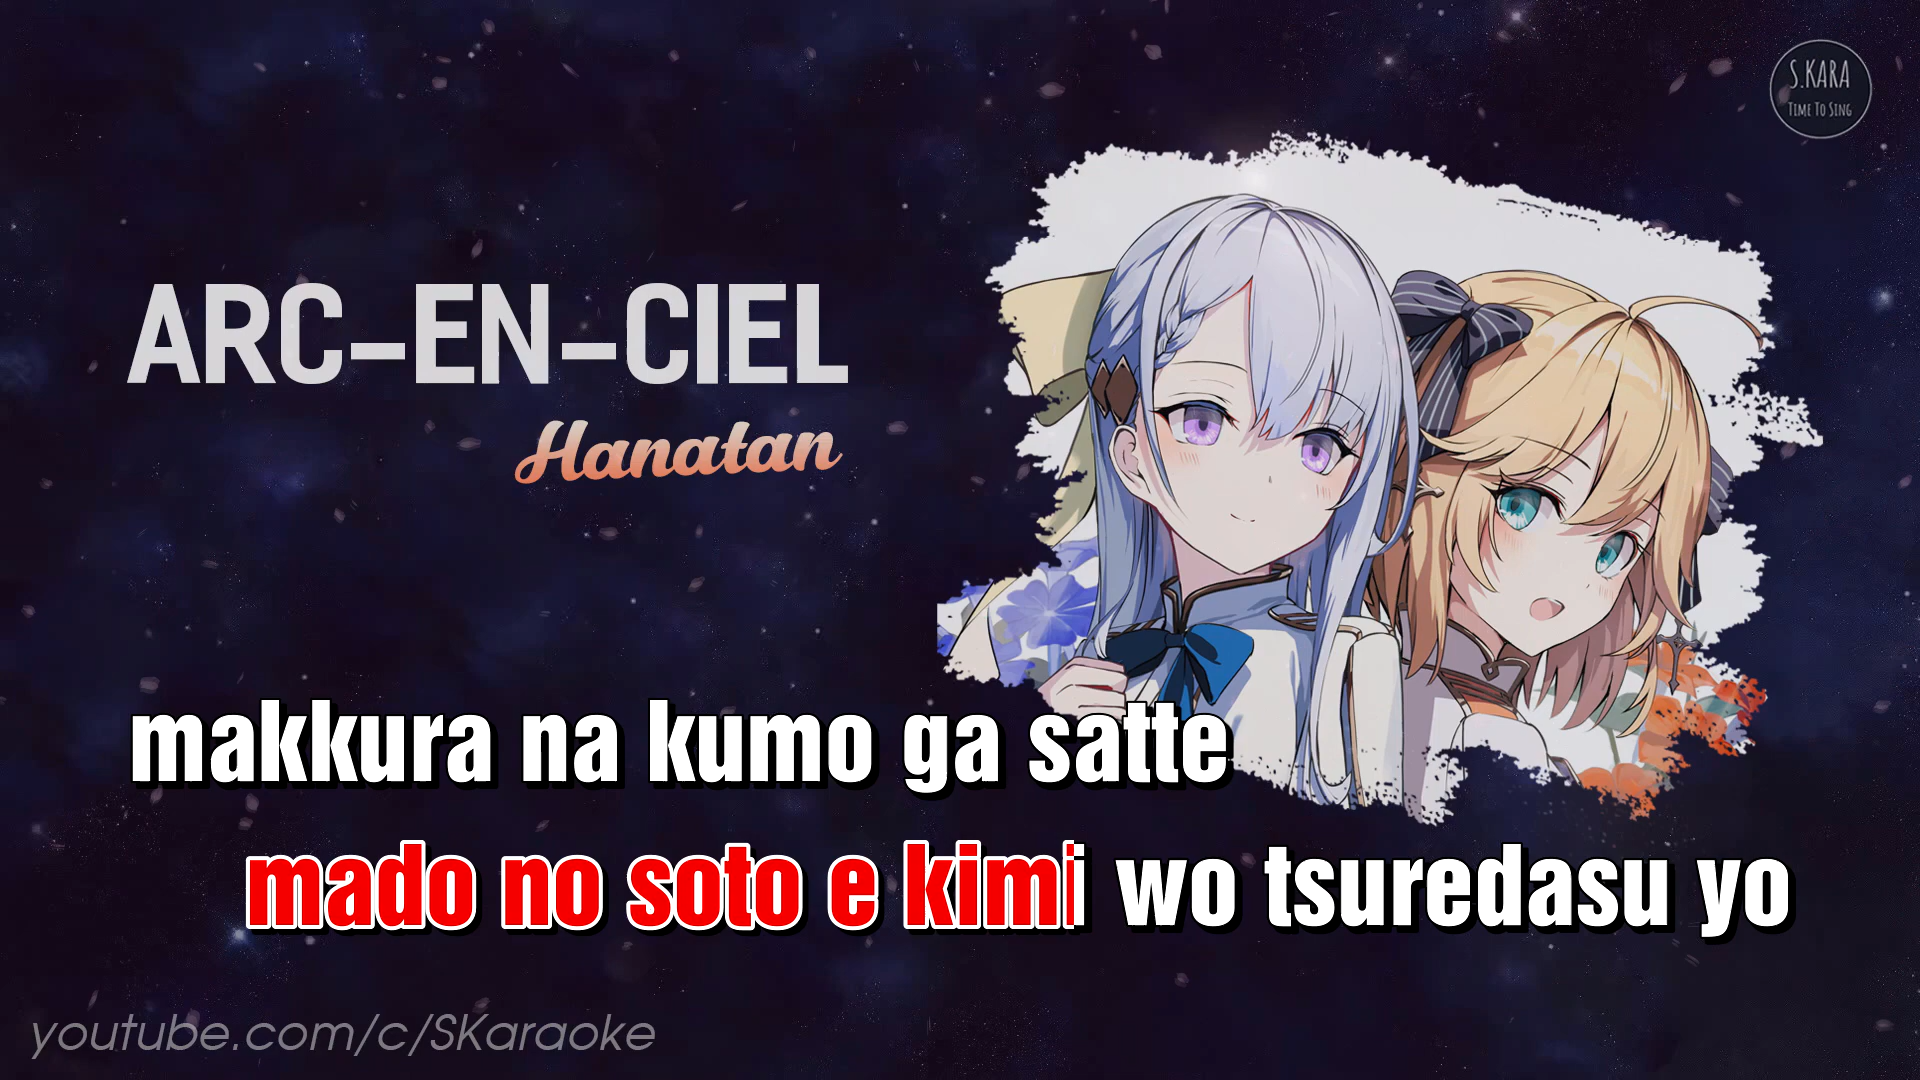 S.KARA
TIME TO SING
ARC-EN-CIEL
Hanatan
makkura na kumo ga satte
mado no soto e kimi wo tsuredasu yo
youtube.com/c/SKaraoke